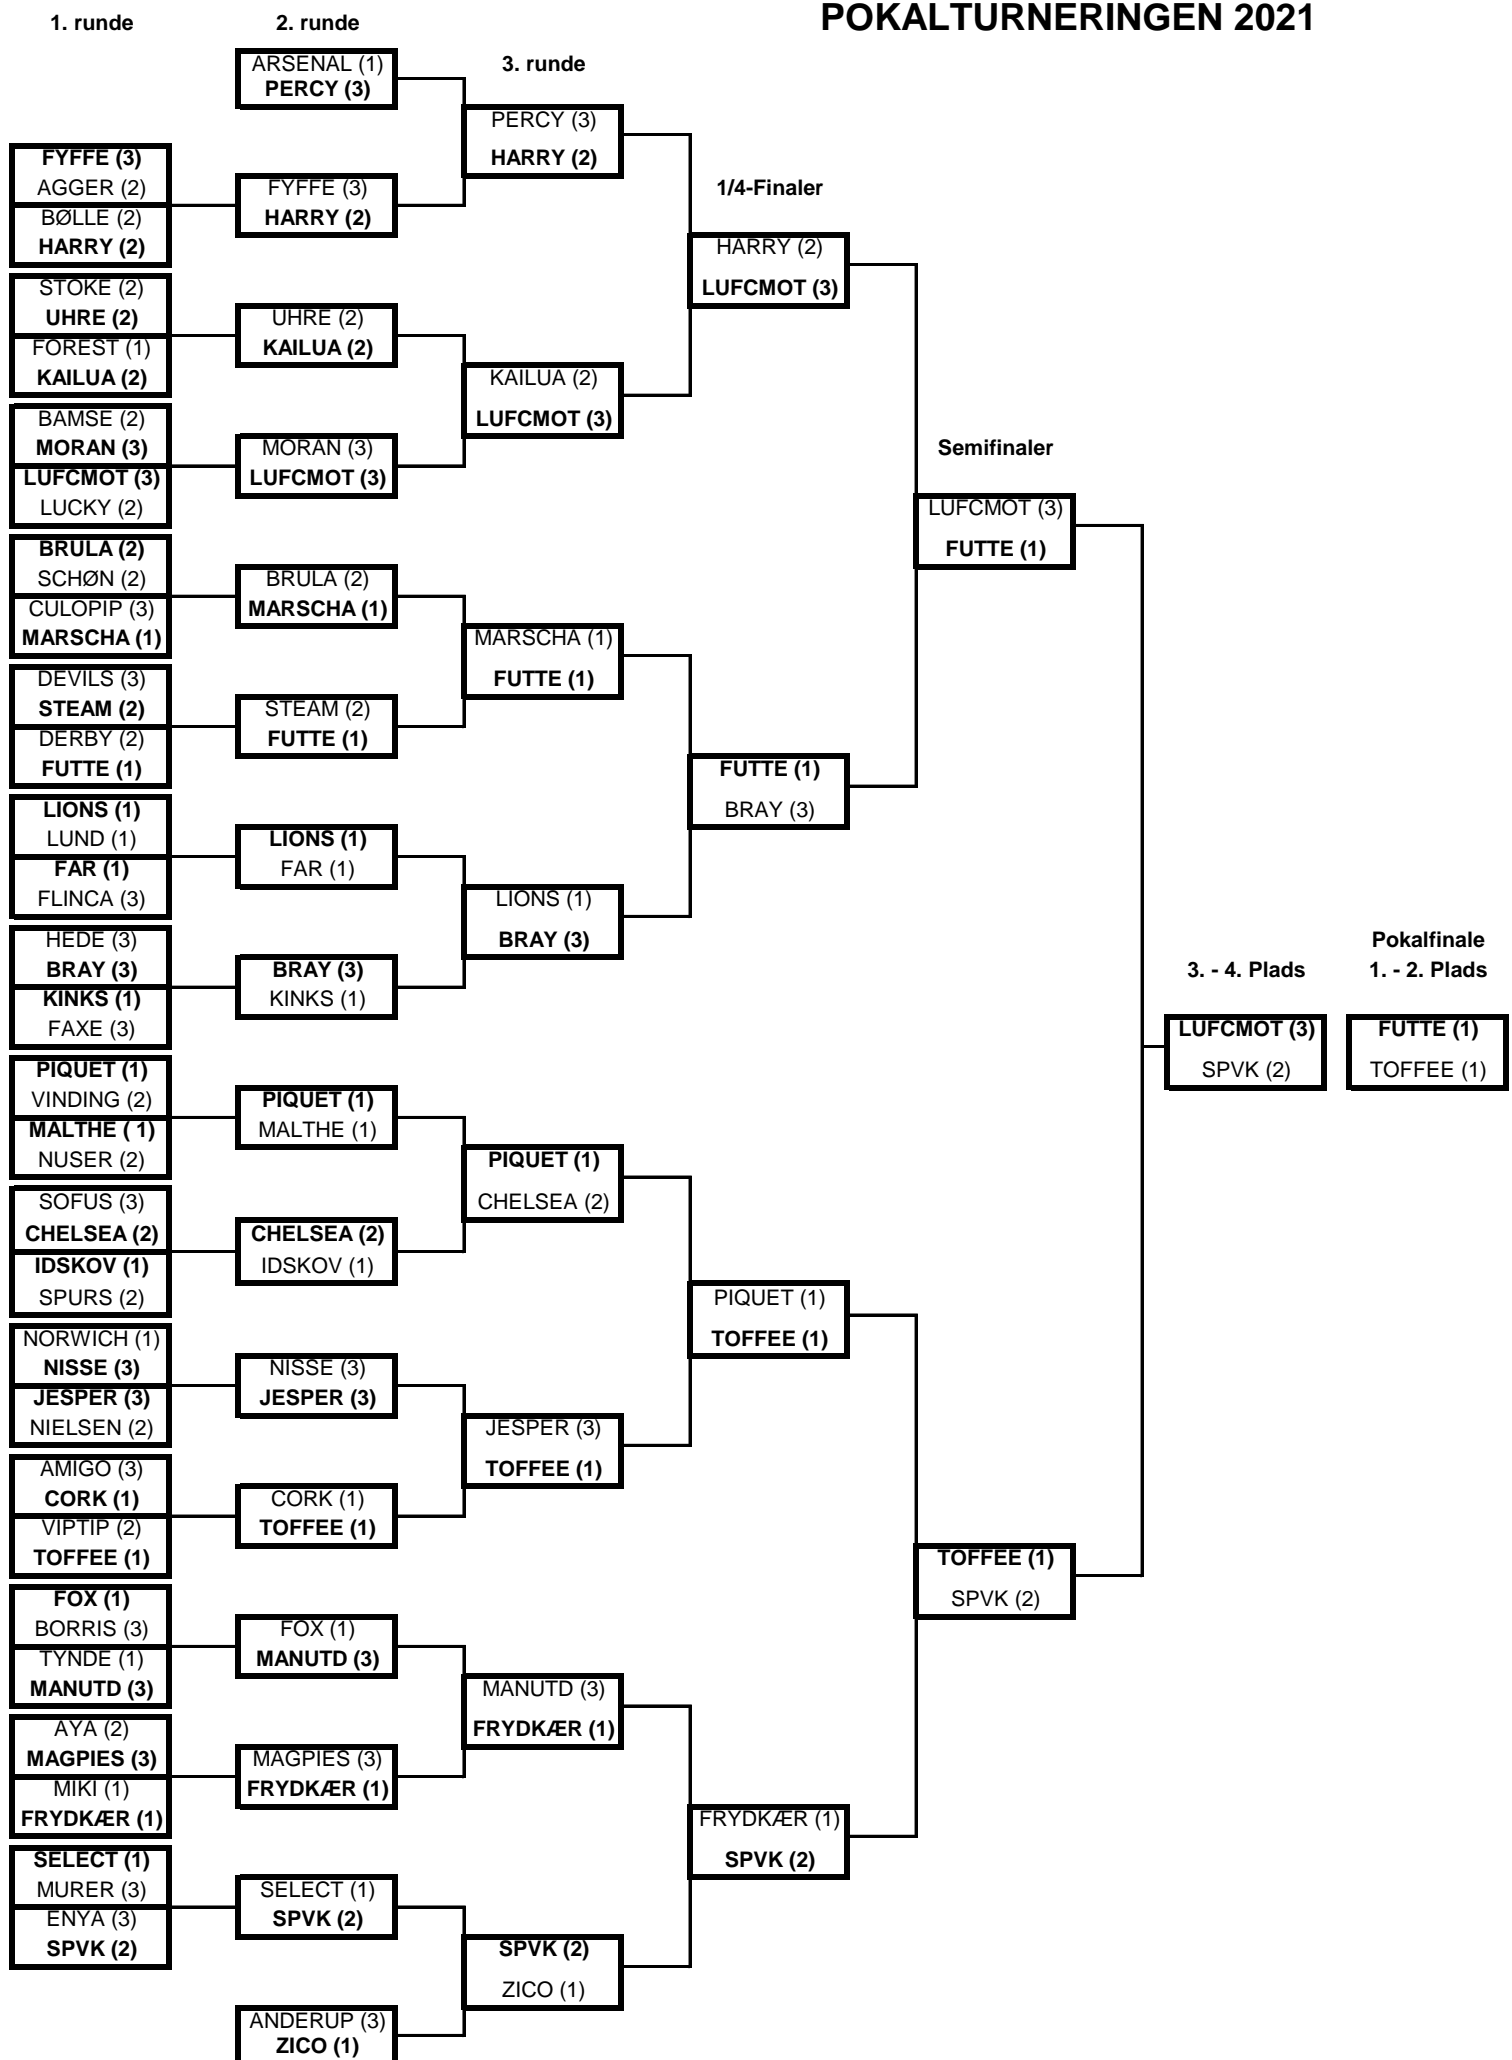 POKALTURNERINGEN 2021
1. runde
FYFFE (3)
AGGER (2)
BØLLE (2)
HARRY (2)
STOKE (2)
UHRE (2)
FOREST (1)
KAILUA (2)
BAMSE (2)
MORAN (3)
LUFCMOT (3)
LUCKY (2)
BRULA (2)
SCHØN (2)
CULOPIP (3)
MARSCHA (1)
DEVILS (3)
STEAM (2)
DERBY (2)
FUTTE (1)
LIONS (1)
LUND (1)
FAR (1)
FLINCA (3)
HEDE (3)
BRAY (3)
KINKS (1)
FAXE (3)
PIQUET (1)
VINDING (2)
MALTHE ( 1)
NUSER (2)
SOFUS (3)
CHELSEA (2)
IDSKOV (1)
SPURS (2)
NORWICH (1)
NISSE (3)
JESPER (3)
NIELSEN (2)
AMIGO (3)
CORK (1)
VIPTIP (2)
TOFFEE (1)
FOX (1)
BORRIS (3)
TYNDE (1)
MANUTD (3)
AYA (2)
MAGPIES (3)
MIKI (1)
FRYDKÆR (1)
SELECT (1)
MURER (3)
ENYA (3)
SPVK (2)
2. runde
ARSENAL (1)
PERCY (3)
FYFFE (3)
HARRY (2)
UHRE (2)
KAILUA (2)
MORAN (3)
LUFCMOT (3)
BRULA (2)
MARSCHA (1)
STEAM (2)
FUTTE (1)
LIONS (1)
FAR (1)
BRAY (3)
KINKS (1)
PIQUET (1)
MALTHE (1)
CHELSEA (2)
IDSKOV (1)
NISSE (3)
JESPER (3)
CORK (1)
TOFFEE (1)
FOX (1)
MANUTD (3)
MAGPIES (3)
FRYDKÆR (1)
SELECT (1)
SPVK (2)
ANDERUP (3)
ZICO (1)
3. runde
PERCY (3)
HARRY (2)
KAILUA (2)
LUFCMOT (3)
MARSCHA (1)
FUTTE (1)
LIONS (1)
BRAY (3)
PIQUET (1)
CHELSEA (2)
JESPER (3)
TOFFEE (1)
MANUTD (3)
FRYDKÆR (1)
SPVK (2)
ZICO (1)
1/4-Finaler
HARRY (2)
LUFCMOT (3)
FUTTE (1)
BRAY (3)
PIQUET (1)
TOFFEE (1)
FRYDKÆR (1)
SPVK (2)
Semifinaler
LUFCMOT (3)
FUTTE (1)
TOFFEE (1)
SPVK (2)
3. - 4. Plads
LUFCMOT (3)
SPVK (2)
Pokalfinale
1. - 2. Plads
FUTTE (1)
TOFFEE (1)